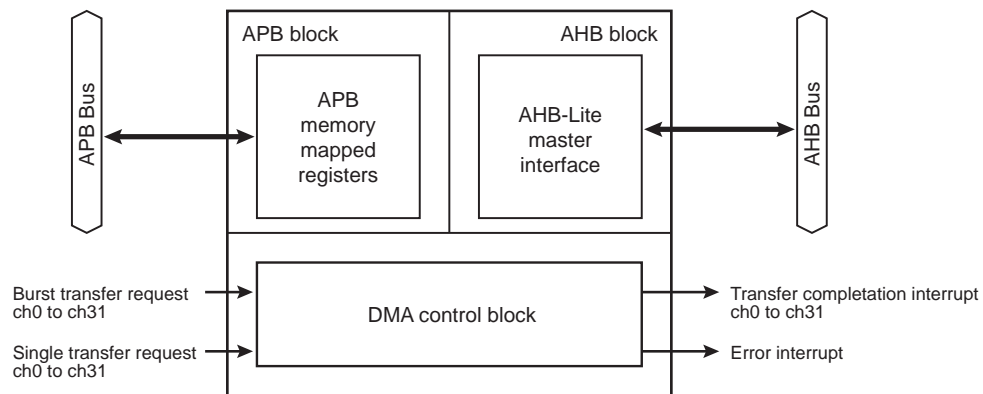 APB block
AHB block
APB Bus
APB
memory
mapped
registers
AHB-Lite
master
interface
AHB Bus
Burst transfer request
ch0 to ch31
Single transfer request
ch0 to ch31
DMA control block
Transfer completation interrupt
ch0 to ch31
Error interrupt